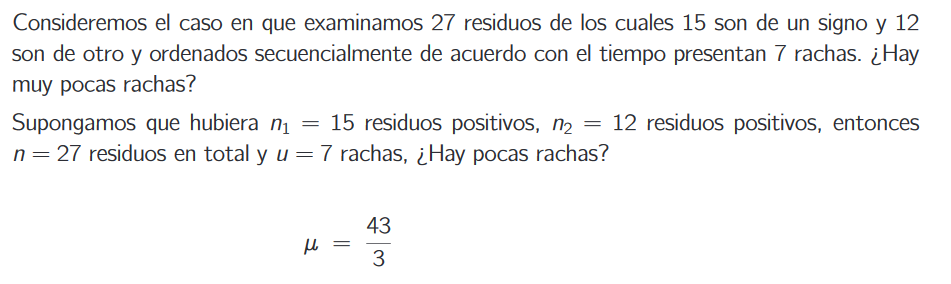 Consideremos el caso en que examinamos 27 residuos de los cuales 15 son de un signo y 12
son de otro y ordenados secuencialmente de acuerdo con el tiempo presentan 7 rachas. ¿Hay
muy pocas rachas?
Supongamos que hubiera n₁ = 15 residuos positivos, n₂ = 12 residuos positivos, entonces
n = 27 residuos en total y u = 7 rachas, ¿Hay pocas rachas?
μ = 43/3